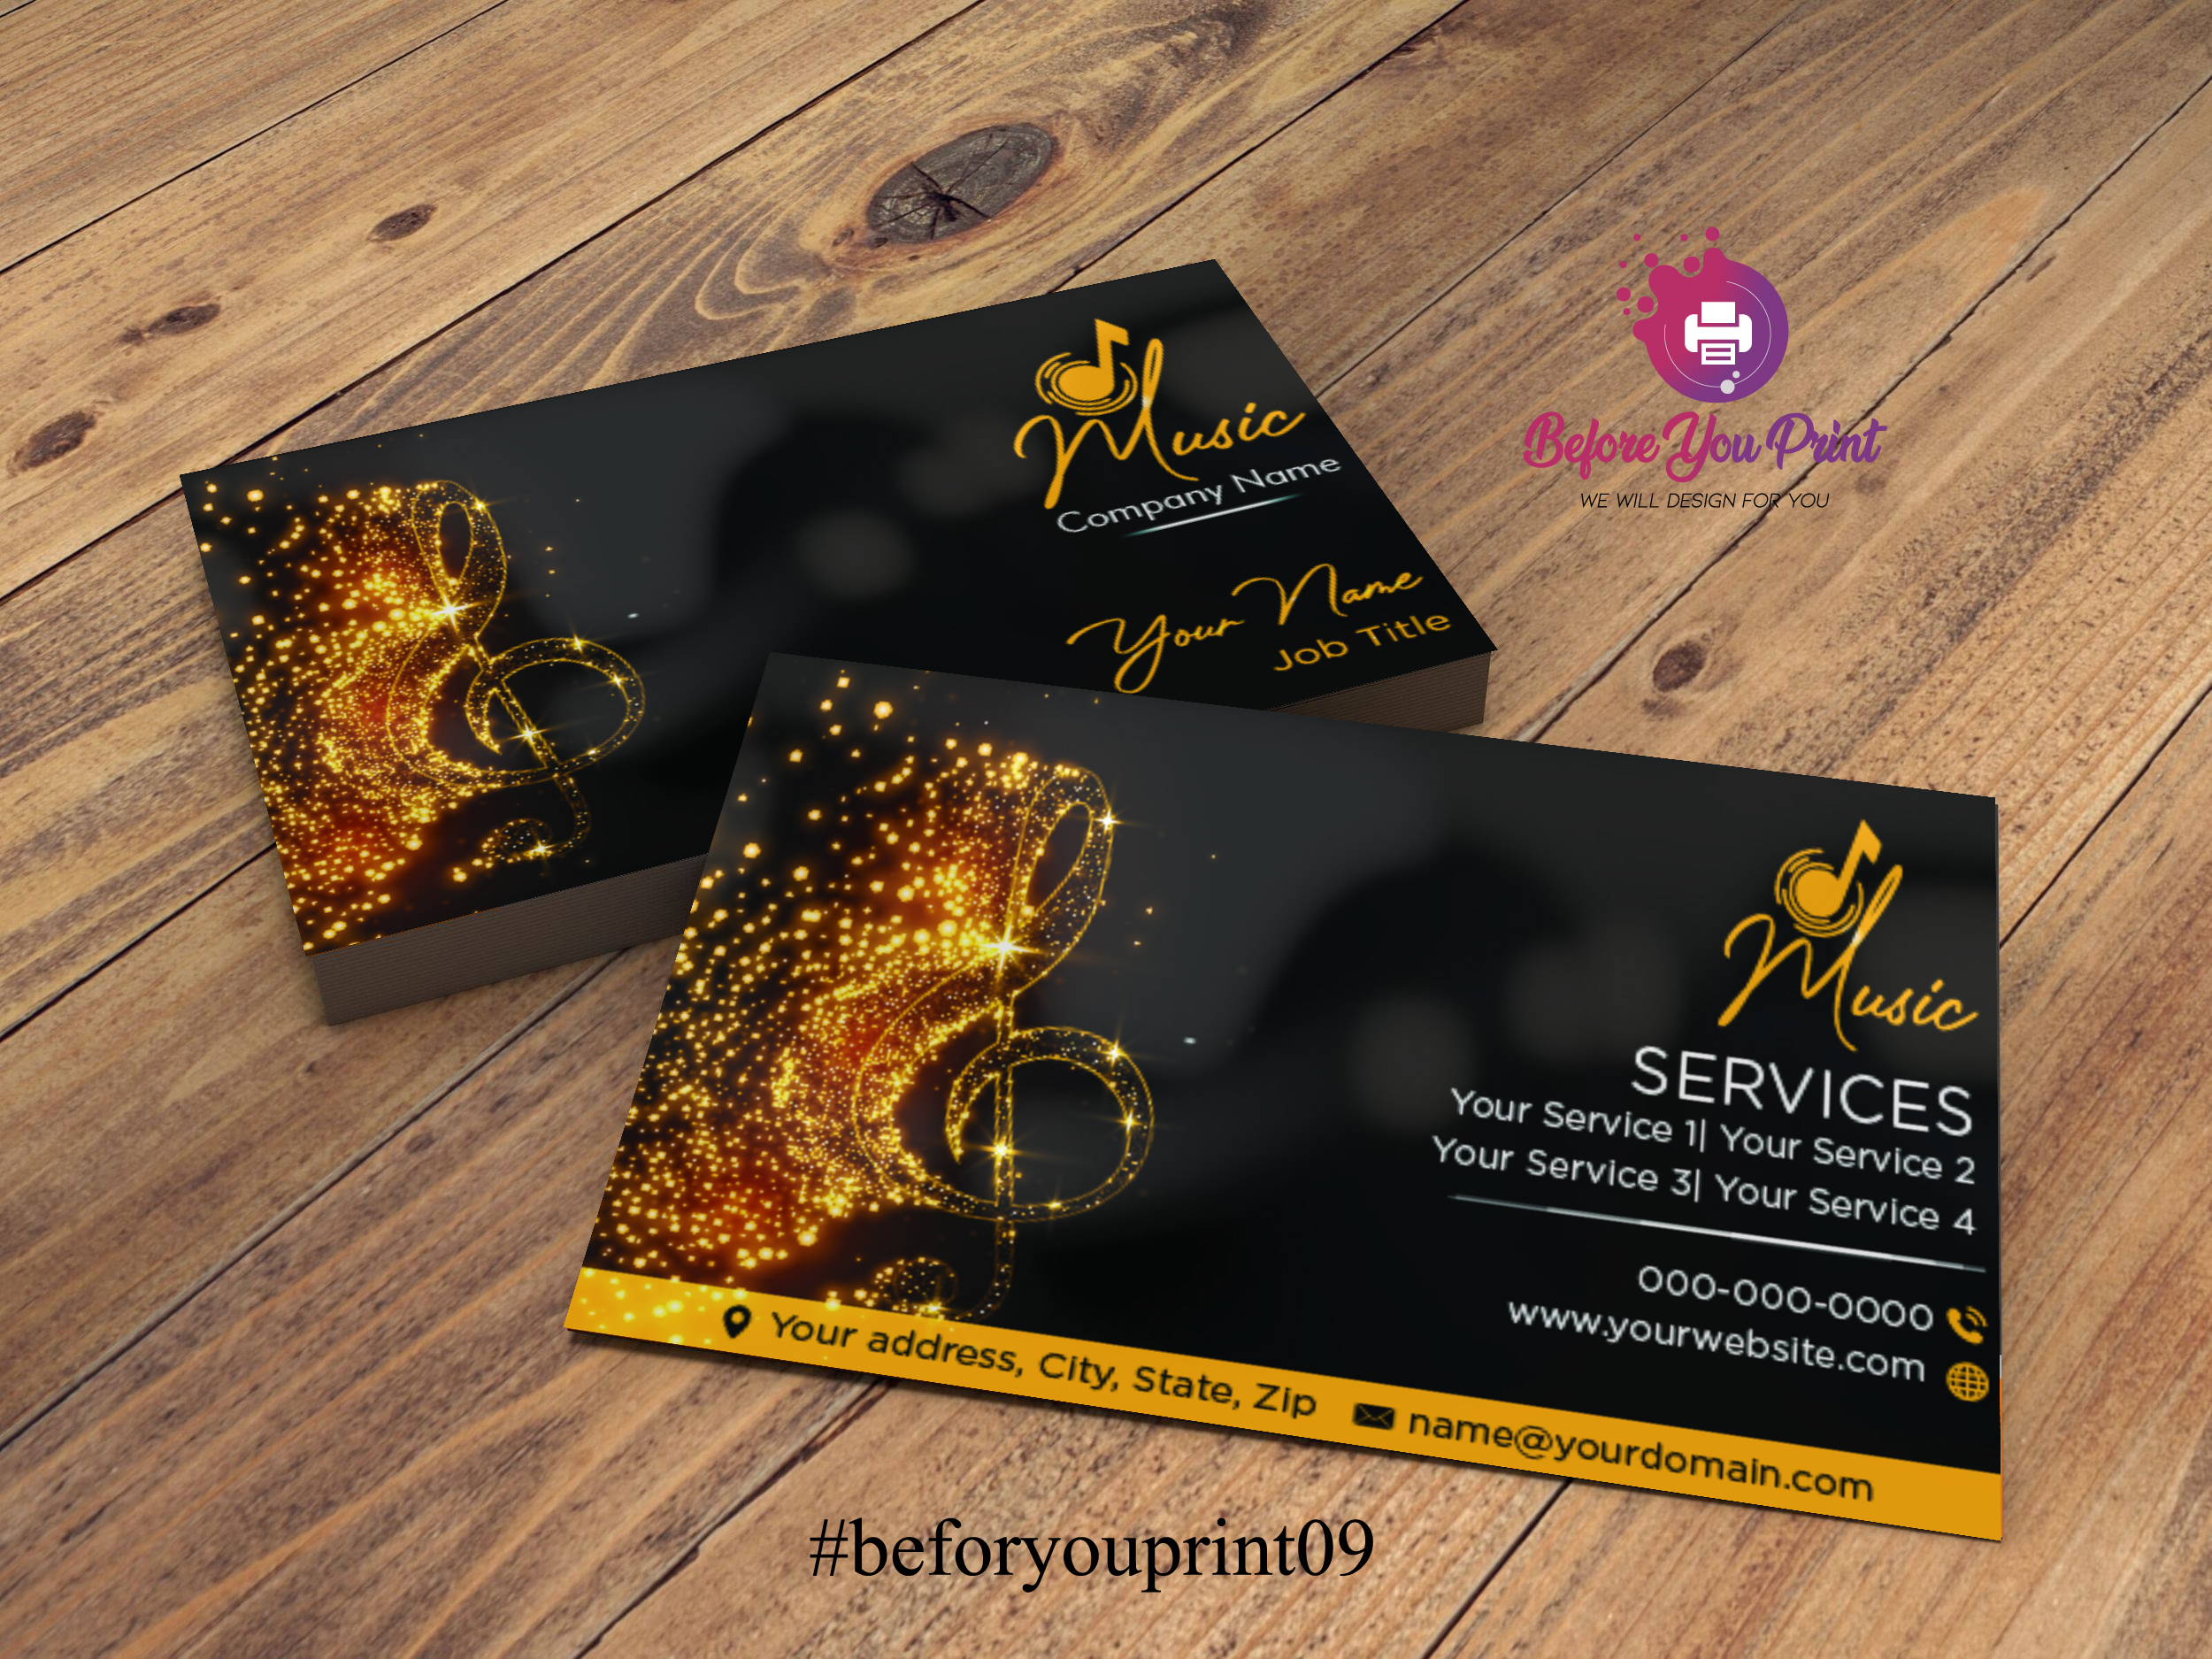 Before You Print
WE WILL DESIGN FOR YOU
Music
Company Name
Your Name
Job Title
Music
SERVICES
Your Service 1| Your Service 2
Your Service 3| Your Service 4
000-000-0000
www.yourwebsite.com
Your address, City, State, Zip
name@yourdomain.com
#beforyouprint09